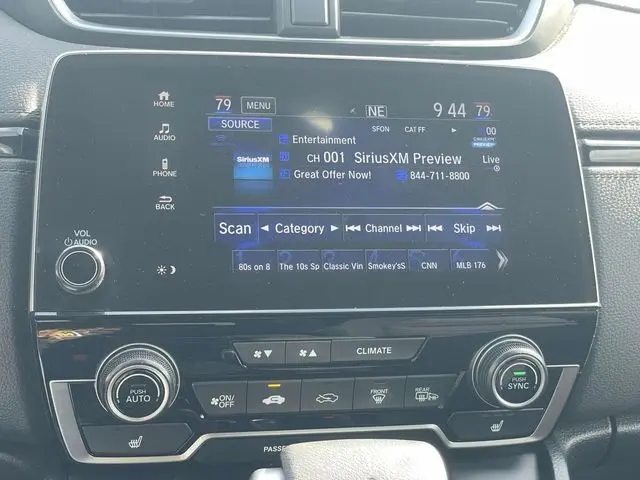 HOME
79 MENU NE 9 44 79
SOURCE SFON CAT FF 00
AUDIO
Entertainment
SiriusXM CH 001 SiriusXM Preview Live
PHONE
Great Offer Now! 844-711-8800
BACK
Scan Category Channel Skip
VOL
AUDIO
80s on 8 The 10s Sp Classic Vin Smokey'sS CNN MLB 176
CLIMATE
PUSH AUTO
ON/OFF
FRONT
REAR
PUSH SYNC
PASSE